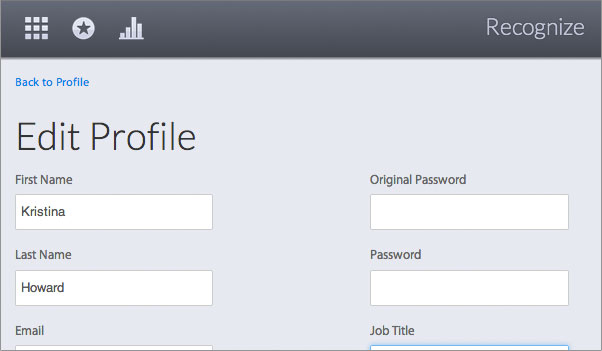 Recognize
Back to Profile
Edit Profile
First Name
Original Password
Kristina
Last Name
Password
Howard
Email
Job Title